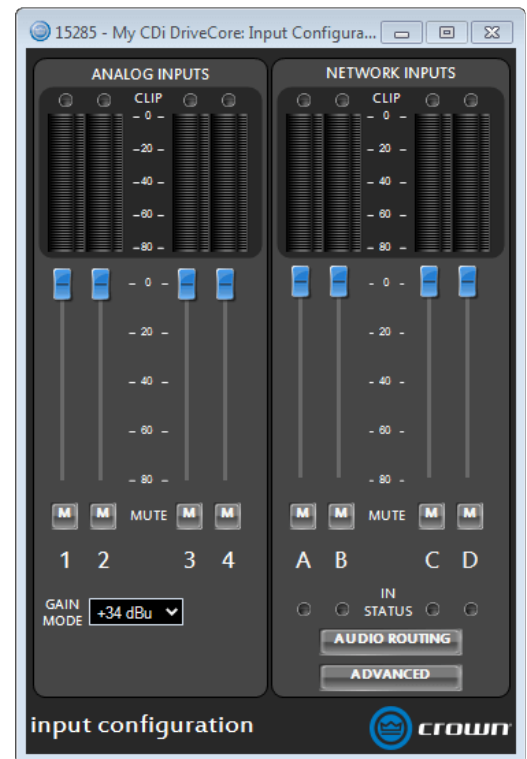 15285 - My CDi DriveCore: Input Configura...
ANALOG INPUTS
CLIP
- 0 -
-20 -
-40 -
-60 -
-80 -
- 0 -
- 20 -
- 40 -
- 60 -
- 80 -
M M MUTE M M
1 2 3 4
GAIN
MODE +34 dBu
NETWORK INPUTS
CLIP
- 0 -
- 20 -
- 40 -
- 60 -
- 80 -
- 0 -
- 20 -
- 40 -
- 60 -
- 80 -
M M MUTE M M
A B C D
IN
STATUS
AUDIO ROUTING
ADVANCED
input configuration
crown